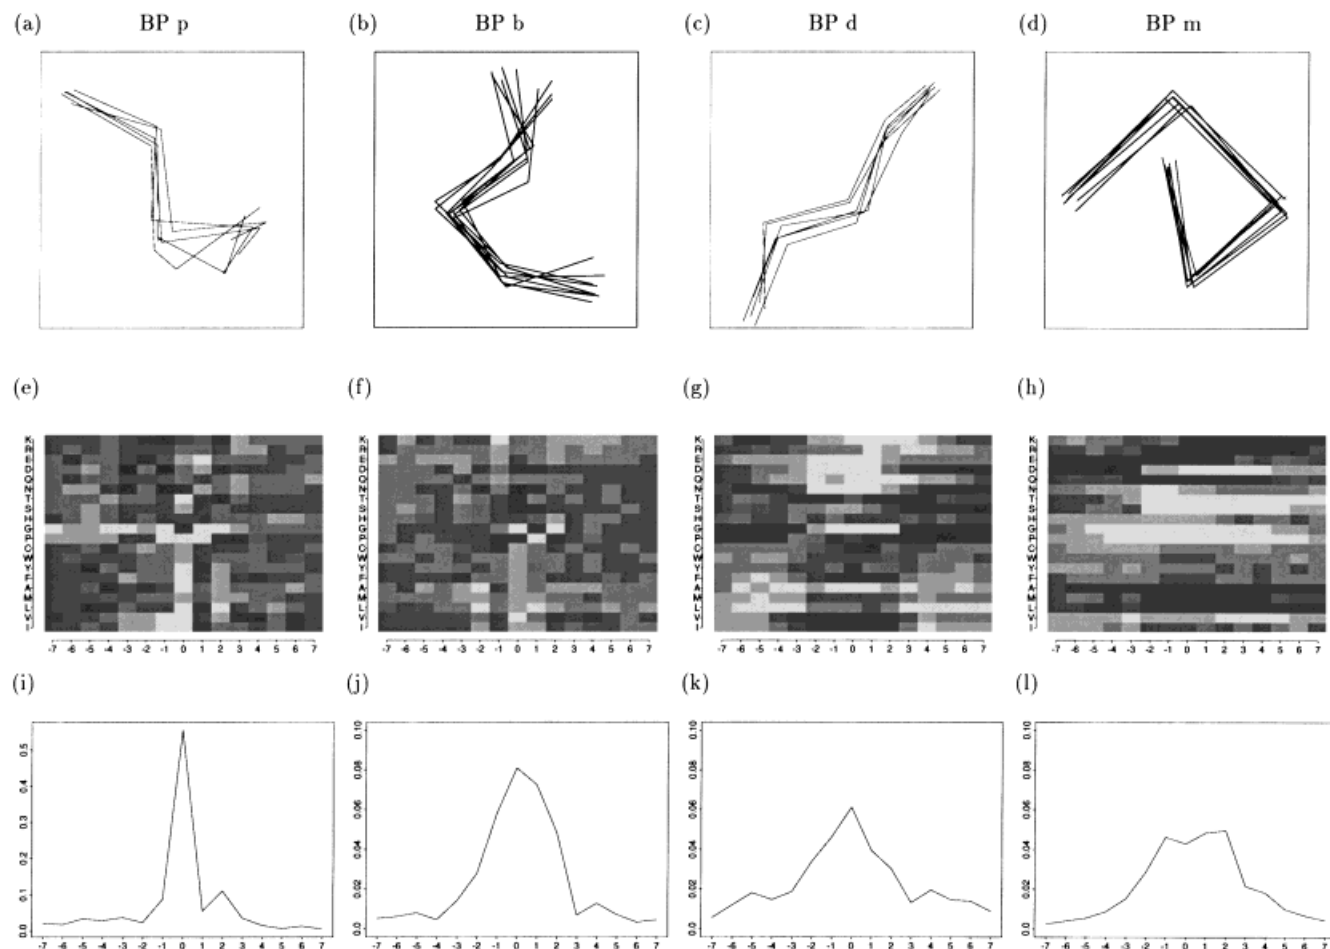 (a) BP p (b) BP b (c) BP d (d) BP m
(e) (f) (g) (h)
K K K K
R R R R
E E E E
D D D D
Q Q Q Q
N N N N
T T T T
S S S S
H H H H
G G G G
P P P P
C C C C
W W W W
Y Y Y Y
F F F F
A A A A
M M M M
L L L L
V V V V
I I I I
-7 -6 -5 -4 -3 -2 -1 0 1 2 3 4 5 6 7 -7 -6 -5 -4 -3 -2 -1 0 1 2 3 4 5 6 7 -7 -6 -5 -4 -3 -2 -1 0 1 2 3 4 5 6 7 -7 -6 -5 -4 -3 -2 -1 0 1 2 3 4 5 6 7
(i) (j) (k) (l)
0.5 0.10 0.10 0.10
0.4 0.08 0.08 0.08
0.3 0.06 0.06 0.06
0.2 0.04 0.04 0.04
0.1 0.02 0.02 0.02
0.0 0.0 0.0 0.0
-7 -6 -5 -4 -3 -2 -1 0 1 2 3 4 5 6 7 -7 -6 -5 -4 -3 -2 -1 0 1 2 3 4 5 6 7 -7 -6 -5 -4 -3 -2 -1 0 1 2 3 4 5 6 7 -7 -6 -5 -4 -3 -2 -1 0 1 2 3 4 5 6 7